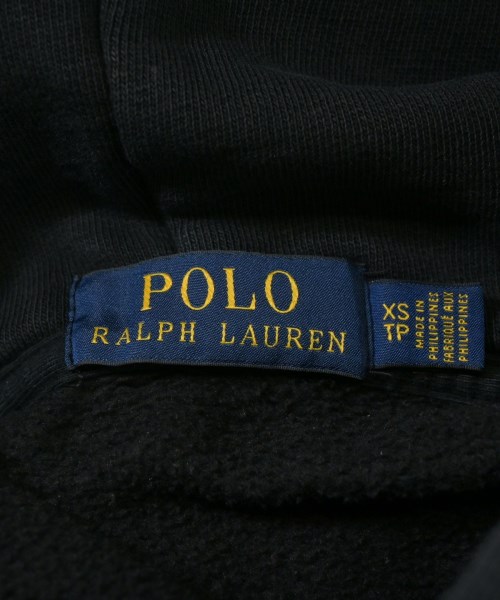 POLO
RALPH LAUREN
XS
TP
MADE IN
PHILIPPINES
FABRIQUÉ AUX
PHILIPPINES